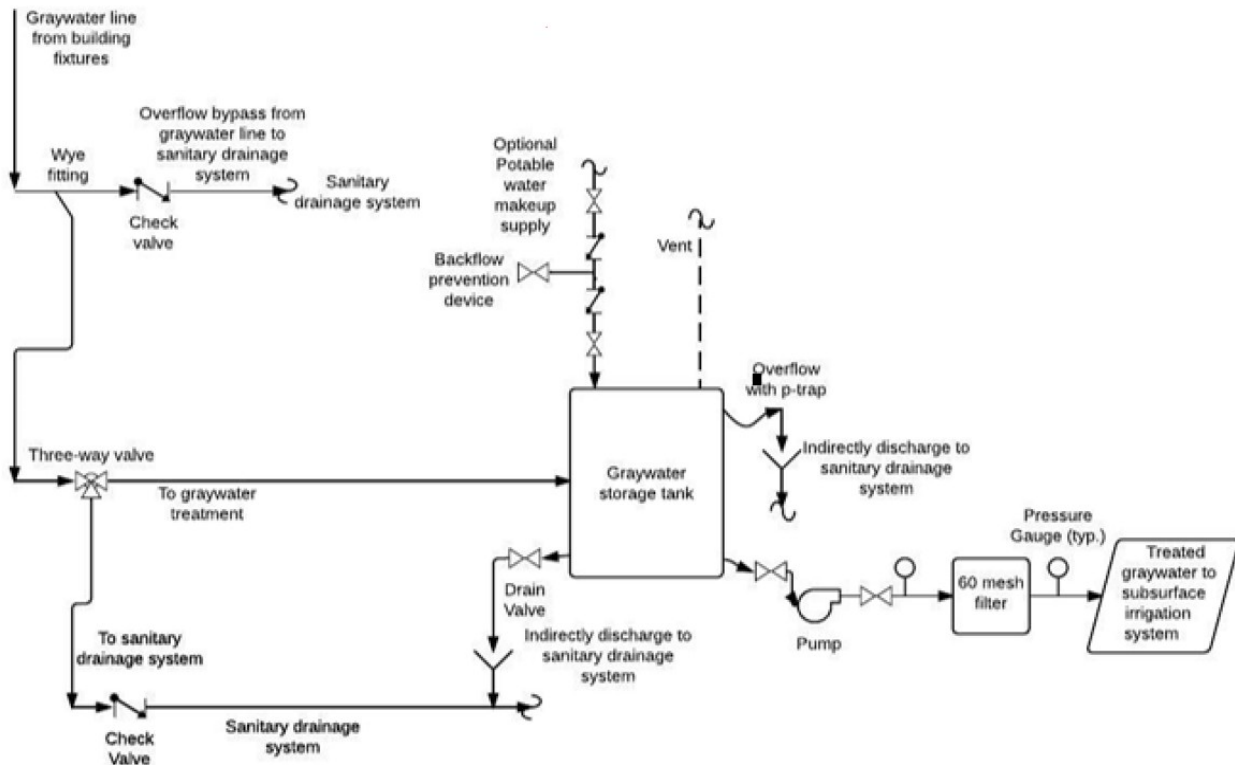 Graywater line
from building
fixtures
Overflow bypass from
graywater line to
sanitary drainage
system
Wye
fitting
Sanitary
drainage system
Check
valve
Optional
Potable
water
makeup
supply
Vent
Backflow
prevention
device
Overflow
with p-trap
Three-way valve
To graywater
treatment
Graywater
storage tank
Indirectly discharge to
sanitary drainage
system
Pressure
Gauge (typ.)
Drain
Valve
60 mesh
filter
Treated
graywater to
subsurface
irrigation
system
Pump
To sanitary
drainage system
Indirectly discharge to
sanitary drainage
system
Sanitary drainage
system
Check
Valve